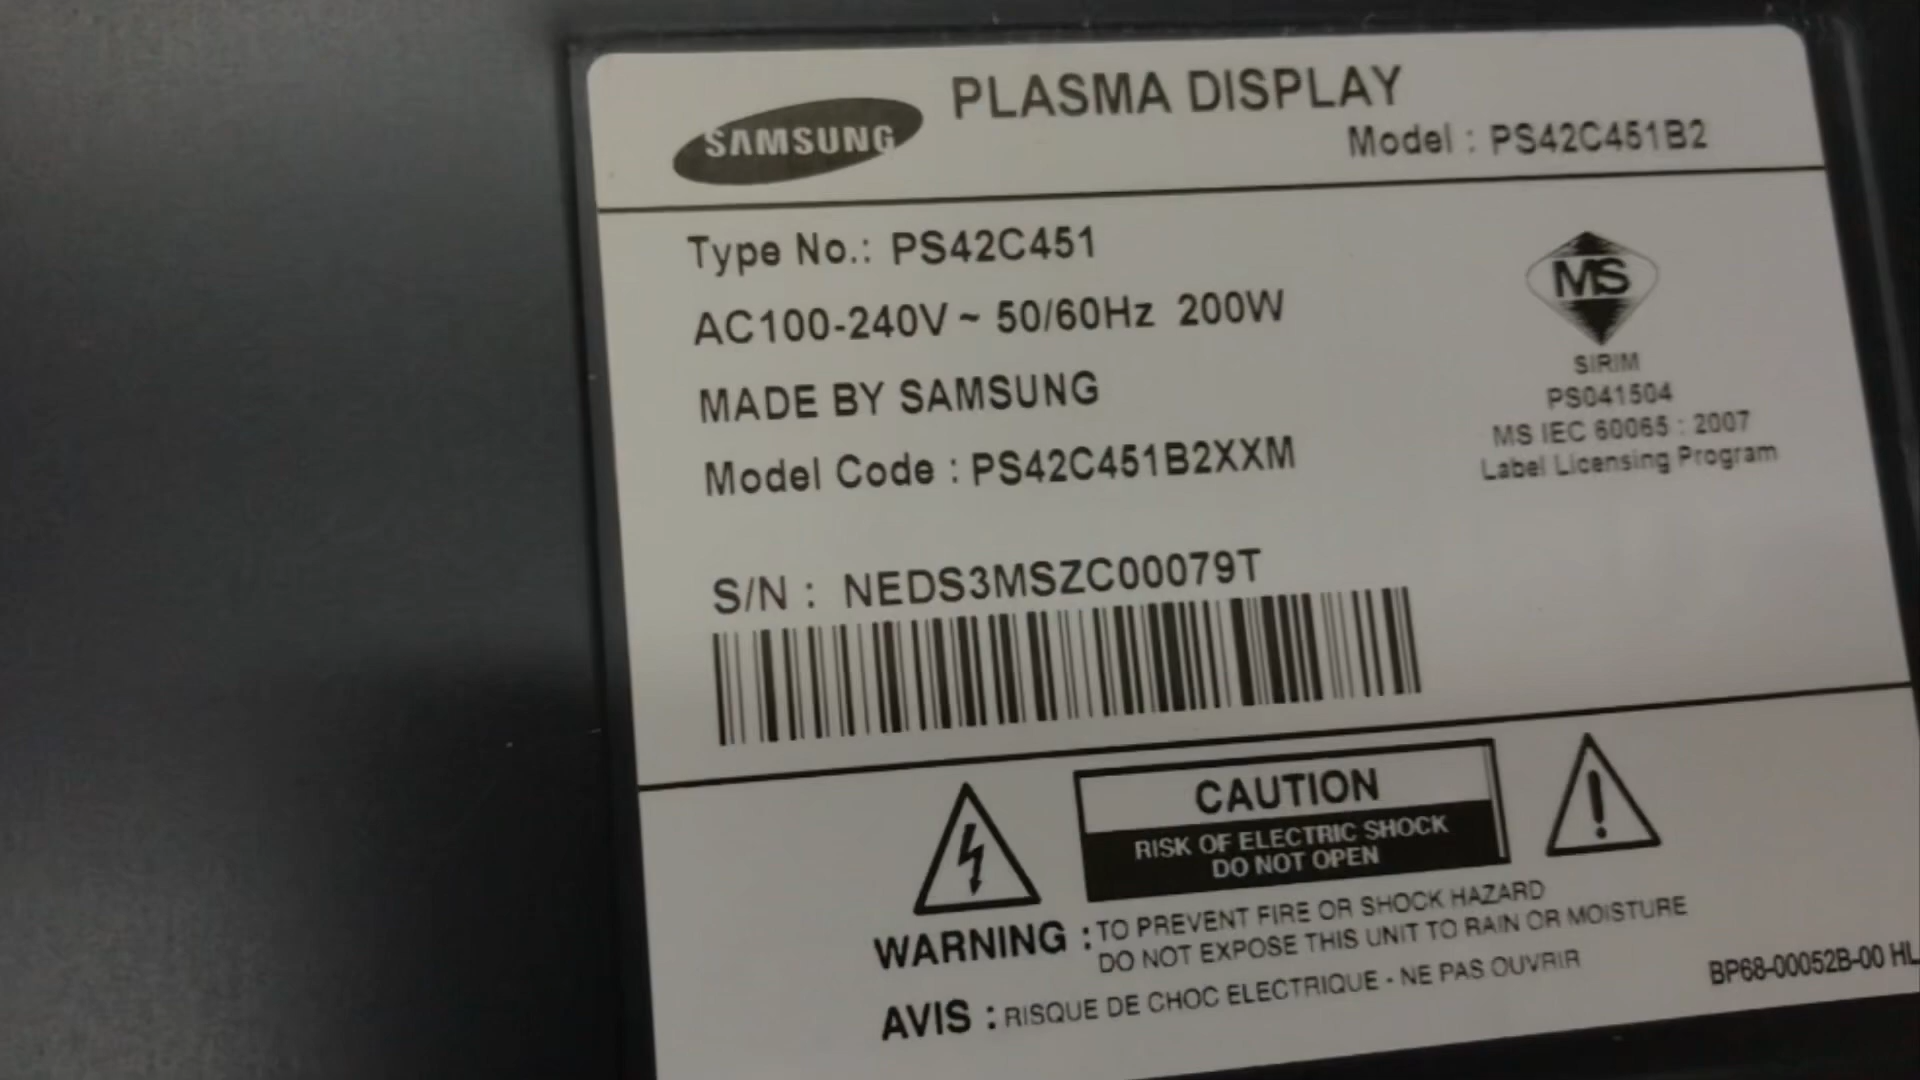 SAMSUNG
PLASMA DISPLAY
Model : PS42C451B2
Type No.: PS42C451
AC100-240V ~ 50/60Hz 200W
MADE BY SAMSUNG
Model Code : PS42C451B2XXM
MS
SIRIM
PS041504
MS IEC 60065 : 2007
Label Licensing Program
S/N : NEDS3MSZC00079T
CAUTION
RISK OF ELECTRIC SHOCK
DO NOT OPEN
WARNING : TO PREVENT FIRE OR SHOCK HAZARD
DO NOT EXPOSE THIS UNIT TO RAIN OR MOISTURE
AVIS : RISQUE DE CHOC ELECTRIQUE - NE PAS OUVRIR
BP68-00052B-00 HL